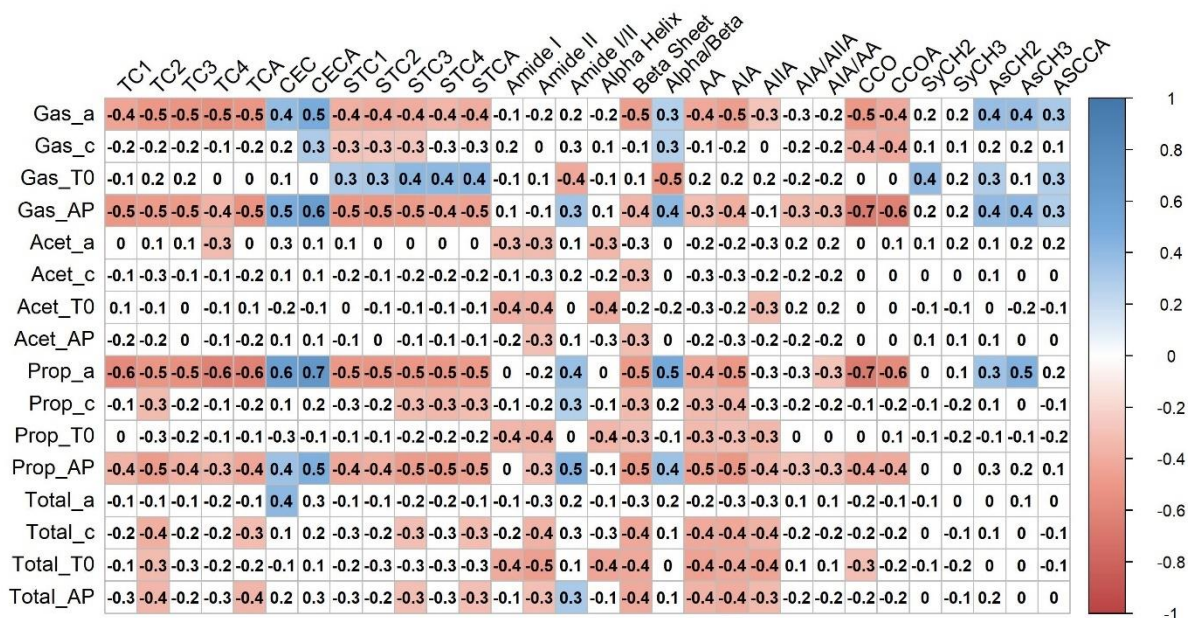 TC1 TC2 TC3 TC4 TCA CEC CECA STC1 STC2 STC3 STC4 STCA Amide I Amide II Amide I/II Alpha Helix Beta Sheet Alpha/Beta AA AIA AIIA AIA/AIIA AIA/AA CCO CCOA SyCH2 SyCH3 AsCH2 AsCH3 ASCCA
Gas_a -0.4 -0.5 -0.5 -0.5 -0.5 0.4 0.5 -0.4 -0.4 -0.4 -0.4 -0.4 -0.1 -0.2 0.2 -0.2 -0.5 0.3 -0.4 -0.5 -0.3 -0.3 -0.2 -0.5 -0.4 0.2 0.2 0.4 0.4 0.3
Gas_c -0.2 -0.2 -0.2 -0.1 -0.2 0.2 0.3 -0.3 -0.3 -0.3 -0.3 -0.3 0.2 0 0.3 0.1 -0.1 0.3 -0.1 -0.2 0 -0.2 -0.2 -0.4 -0.4 0.1 0.1 0.2 0.2 0.1
Gas_T0 -0.1 0.2 0.2 0 0 0.1 0 0.3 0.3 0.4 0.4 0.4 -0.1 0.1 -0.4 -0.1 0.1 -0.5 0.2 0.2 0.2 -0.2 -0.2 0 0 0.4 0.2 0.3 0.1 0.3
Gas_AP -0.5 -0.5 -0.5 -0.4 -0.5 0.5 0.6 -0.5 -0.5 -0.5 -0.4 -0.5 0.1 -0.1 0.3 0.1 -0.4 0.4 -0.3 -0.4 -0.1 -0.3 -0.3 -0.7 -0.6 0.2 0.2 0.4 0.4 0.3
Acet_a 0 0.1 0.1 -0.3 0 0.3 0.1 0.1 0 0 0 0 -0.3 -0.3 0.1 -0.3 -0.3 0 -0.2 -0.2 -0.3 0.2 0.2 0 0.1 0.1 0.2 0.1 0.2 0.2
Acet_c -0.1 -0.3 -0.1 -0.1 -0.2 0.1 0.1 -0.2 -0.1 -0.2 -0.2 -0.2 -0.1 -0.3 0.2 -0.2 -0.3 0 -0.3 -0.3 -0.2 -0.2 -0.2 0 0 0 0 0.1 0 0
Acet_T0 0.1 -0.1 0 -0.1 0.1 -0.2 -0.1 0 -0.1 -0.1 -0.1 -0.1 -0.4 -0.4 0 -0.4 -0.2 -0.2 -0.3 -0.2 -0.3 0.2 0.2 0 0 -0.1 -0.1 0 -0.2 -0.1
Acet_AP -0.2 -0.2 0 -0.1 -0.2 0.1 0 -0.2 -0.1 -0.1 -0.1 -0.1 -0.2 -0.3 0.1 -0.3 -0.3 0 -0.2 -0.2 -0.2 -0.2 -0.2 0 0 0.1 0.1 0.1 0 0
Prop_a -0.6 -0.5 -0.5 -0.6 -0.6 0.6 0.7 -0.5 -0.5 -0.5 -0.5 -0.5 0 -0.2 0.4 0 -0.5 0.5 -0.4 -0.5 -0.3 -0.3 -0.3 -0.7 -0.6 0 0.1 0.3 0.5 0.2
Prop_c -0.1 -0.3 -0.2 -0.1 -0.2 0.1 0.2 -0.3 -0.2 -0.3 -0.3 -0.3 -0.1 -0.2 0.3 -0.1 -0.3 0.2 -0.3 -0.4 -0.3 -0.2 -0.2 -0.2 -0.2 -0.1 -0.2 0.1 0 -0.1
Prop_T0 0 -0.3 -0.2 -0.1 -0.1 -0.3 -0.1 -0.1 -0.1 -0.2 -0.2 -0.2 -0.4 -0.4 0 -0.4 -0.3 -0.1 -0.3 -0.3 -0.3 0 0 0 0.1 -0.1 -0.2 -0.1 -0.1 -0.2
Prop_AP -0.4 -0.5 -0.4 -0.3 -0.4 0.4 0.5 -0.4 -0.4 -0.5 -0.5 -0.5 0 -0.3 0.5 -0.1 -0.5 0.4 -0.5 -0.5 -0.4 -0.3 -0.3 -0.4 -0.4 0 0 0.3 0.2 0.1
Total_a -0.1 -0.1 -0.1 -0.2 -0.1 0.4 0.3 -0.1 -0.1 -0.2 -0.2 -0.1 -0.1 -0.3 0.2 -0.1 -0.3 0.2 -0.2 -0.3 -0.3 0.1 0.1 -0.2 -0.1 -0.1 0 0 0.1 0
Total_c -0.2 -0.4 -0.2 -0.2 -0.3 0.1 0.2 -0.3 -0.2 -0.3 -0.3 -0.3 -0.2 -0.4 0.3 -0.3 -0.4 0.1 -0.4 -0.4 -0.4 -0.2 -0.2 -0.2 -0.2 0 -0.1 0.1 0 -0.1
Total_T0 -0.1 -0.3 -0.3 -0.2 -0.2 -0.1 0.1 -0.2 -0.2 -0.3 -0.3 -0.3 -0.4 -0.5 0.1 -0.4 -0.4 0 -0.4 -0.4 -0.4 0.1 0.1 -0.3 -0.2 -0.1 -0.2 0 0 -0.1
Total_AP -0.3 -0.4 -0.2 -0.3 -0.4 0.2 0.3 -0.3 -0.2 -0.3 -0.3 -0.3 -0.1 -0.3 0.3 -0.1 -0.4 0.1 -0.4 -0.4 -0.3 -0.2 -0.2 -0.2 -0.2 0 -0.1 0.2 0 0
1
0.8
0.6
0.4
0.2
0
-0.2
-0.4
-0.6
-0.8
-1